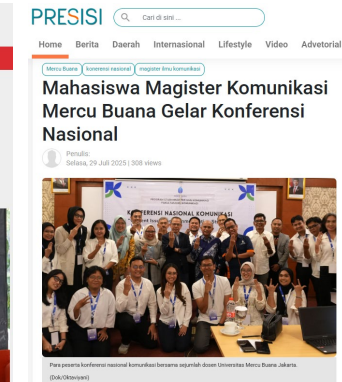 PRESISI
Cari di sini ...
Home Berita Daerah Internasional Lifestyle Video Advetorial
Mercu Buana konerensi nasional magister ilmu komunikasi
Mahasiswa Magister Komunikasi
Mercu Buana Gelar Konferensi
Nasional
Penulis:
Selasa, 29 Juli 2025 | 308 views
KONFERENSI NASIONAL KOMUNIKASI
Para peserta konferensi nasional komunikasi bersama sejumlah dosen Universitas Mercu Buana Jakarta.
(Dok/Oktaviyani)